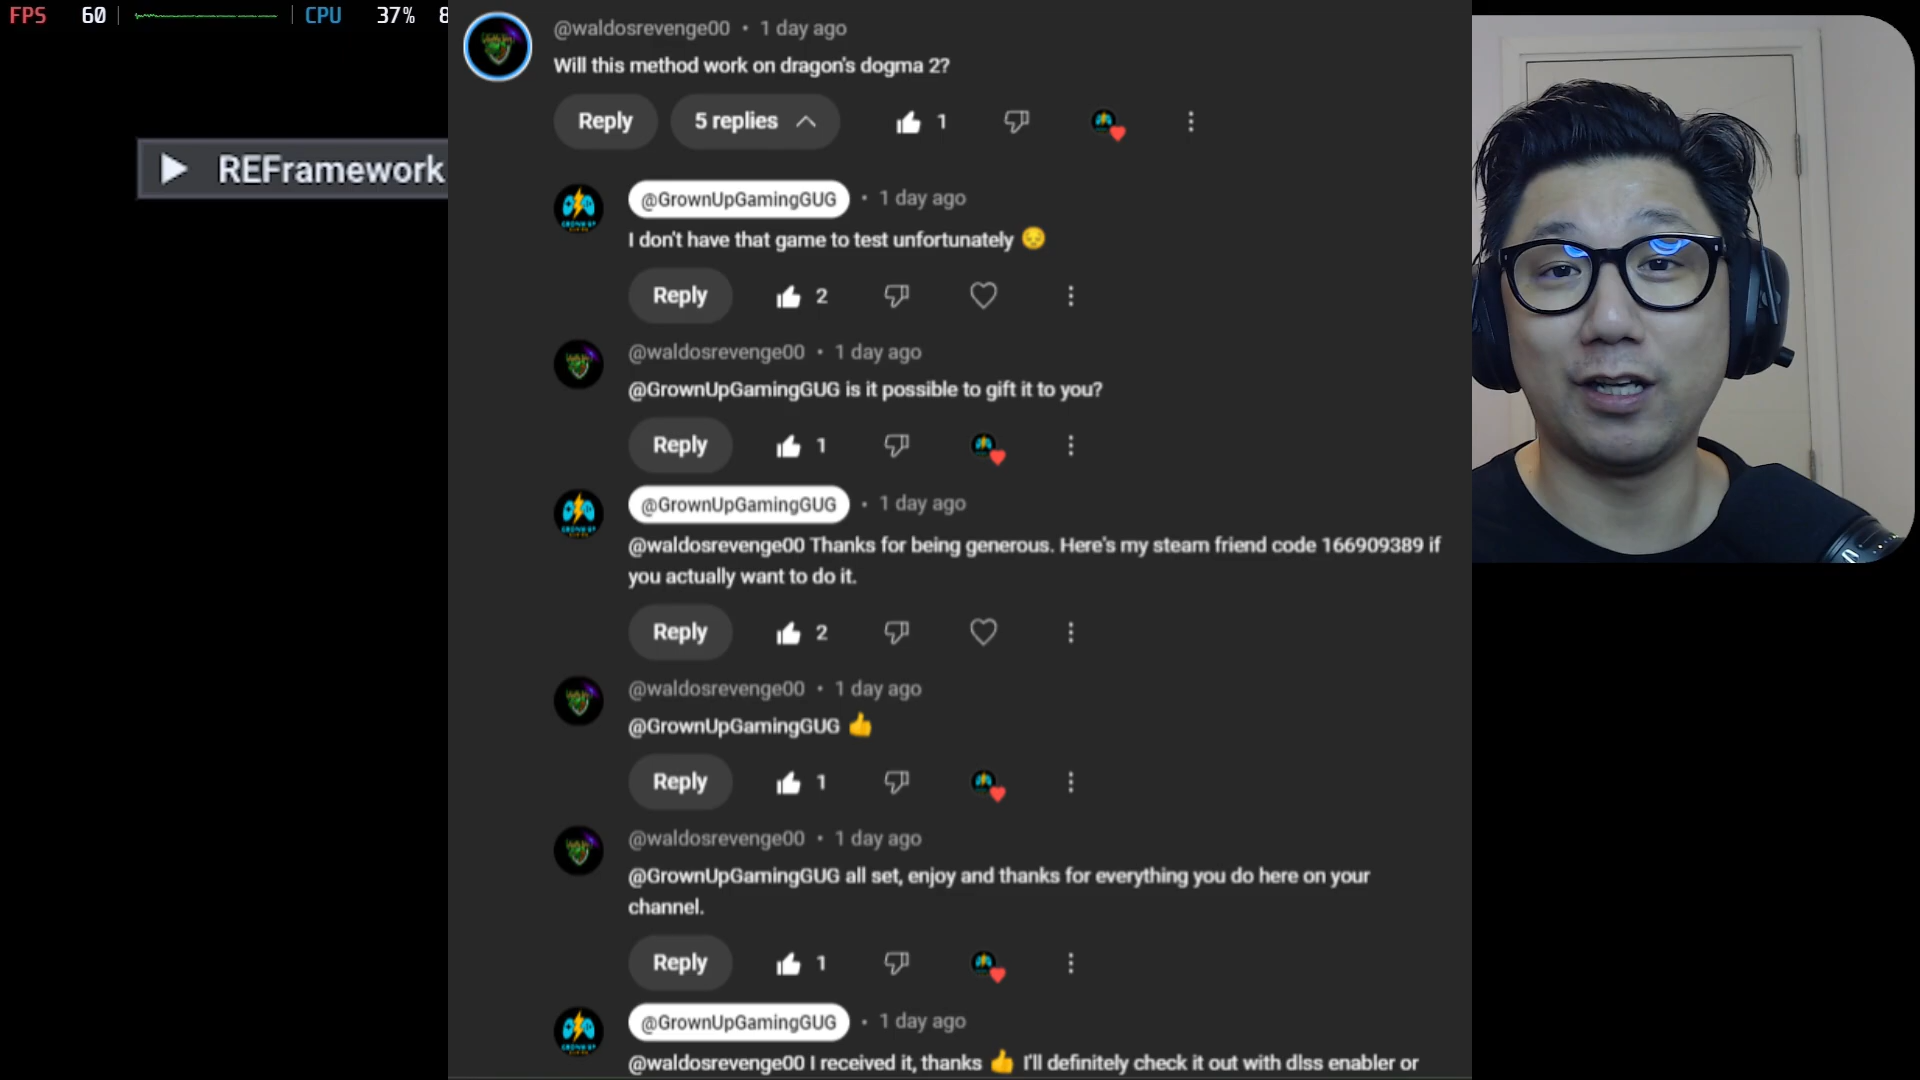 FPS 60 CPU 37% 8
REFramework
@waldosrevenge00 • 1 day ago
Will this method work on dragon's dogma 2?
Reply 5 replies 1
@GrownUpGamingGUG • 1 day ago
I don't have that game to test unfortunately 😔
Reply 2
@waldosrevenge00 • 1 day ago
@GrownUpGamingGUG is it possible to gift it to you?
Reply 1
@GrownUpGamingGUG • 1 day ago
@waldosrevenge00 Thanks for being generous. Here's my steam friend code 166909389 if
you actually want to do it.
Reply 2
@waldosrevenge00 • 1 day ago
@GrownUpGamingGUG 👍
Reply 1
@waldosrevenge00 • 1 day ago
@GrownUpGamingGUG all set, enjoy and thanks for everything you do here on your
channel.
Reply 1
@GrownUpGamingGUG • 1 day ago
@waldosrevenge00 I received it, thanks 👍 I'll definitely check it out with dlss enabler or